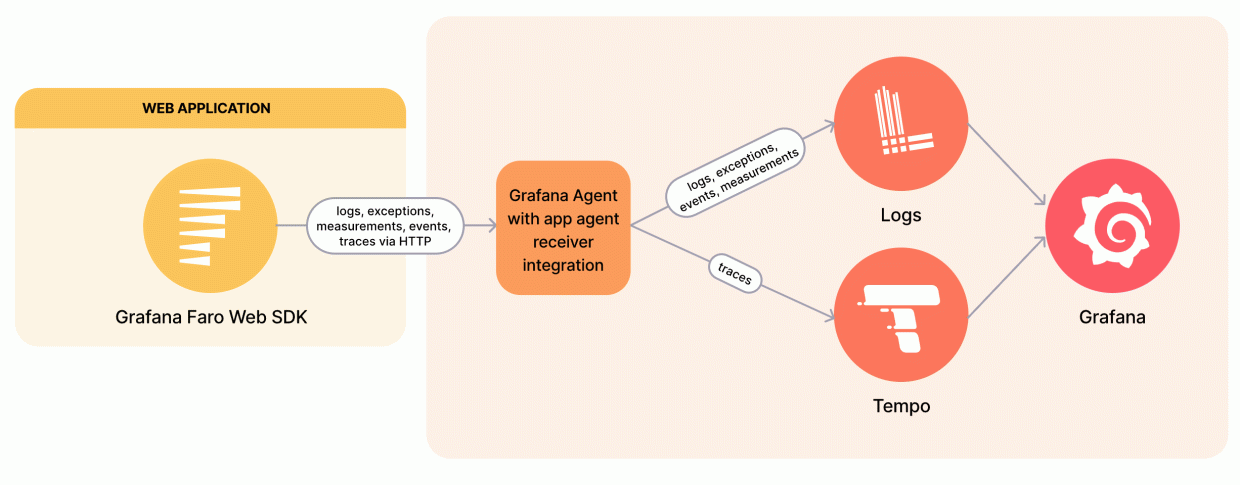 WEB APPLICATION
Grafana Faro Web SDK
logs, exceptions,
measurements, events,
traces via HTTP
Grafana Agent
with app agent
receiver
integration
logs, exceptions,
events, measurements
traces
Logs
Tempo
Grafana